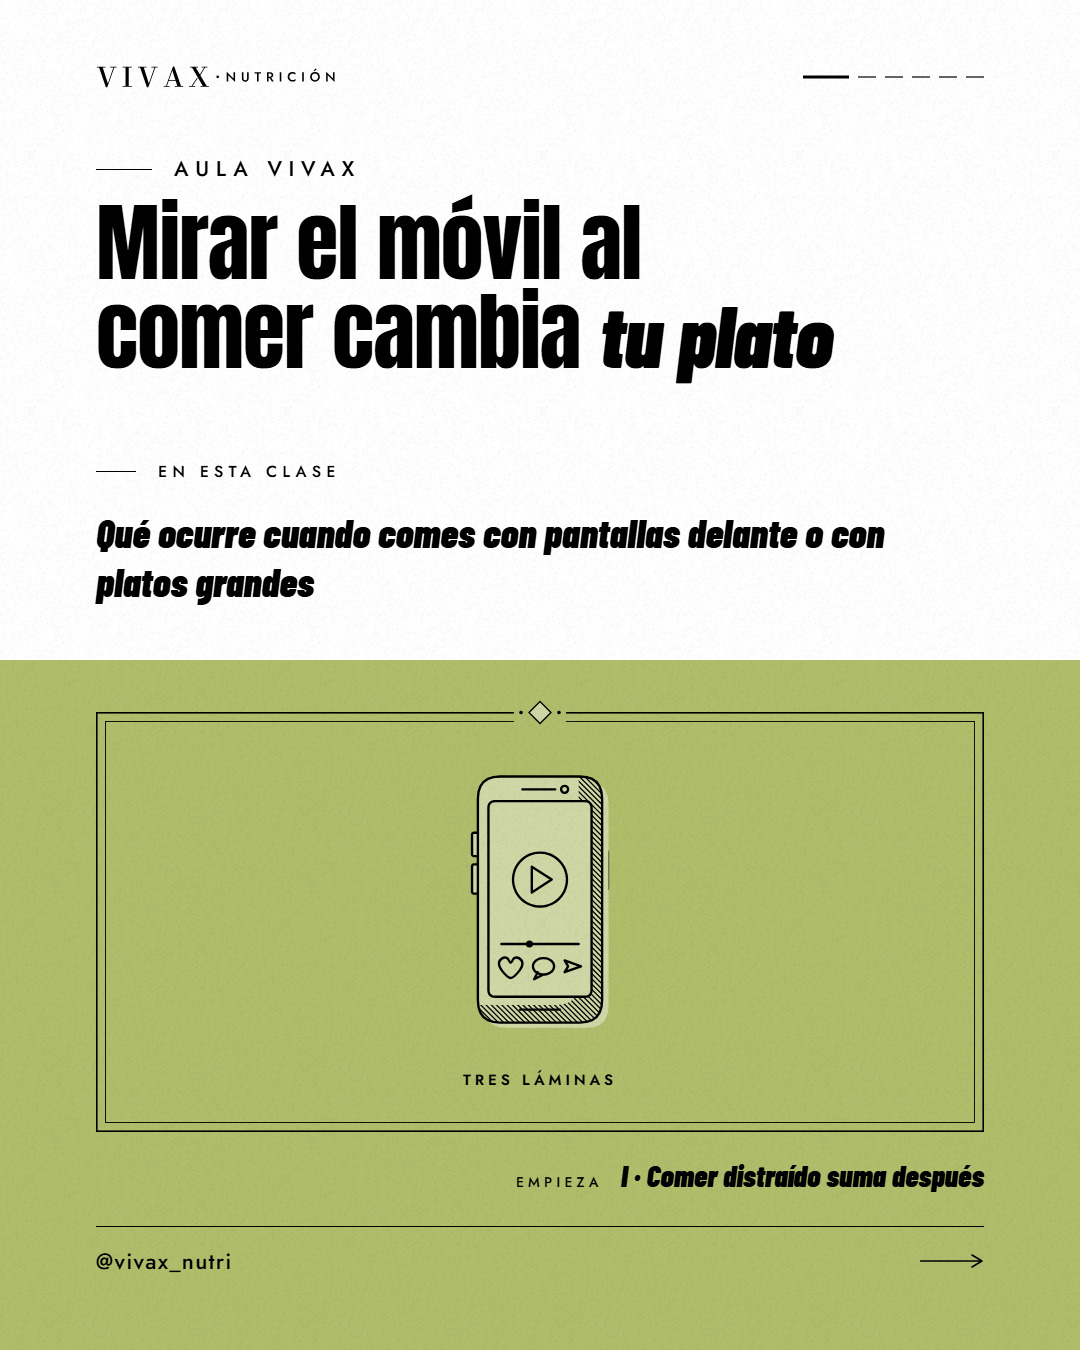 VIVAX·NUTRICIÓN
AULA VIVAX
Mirar el móvil al
comer cambia tu plato
EN ESTA CLASE
Qué ocurre cuando comes con pantallas delante o con
platos grandes
TRES LÁMINAS
EMPIEZA I · Comer distraído suma después
@vivax_nutri